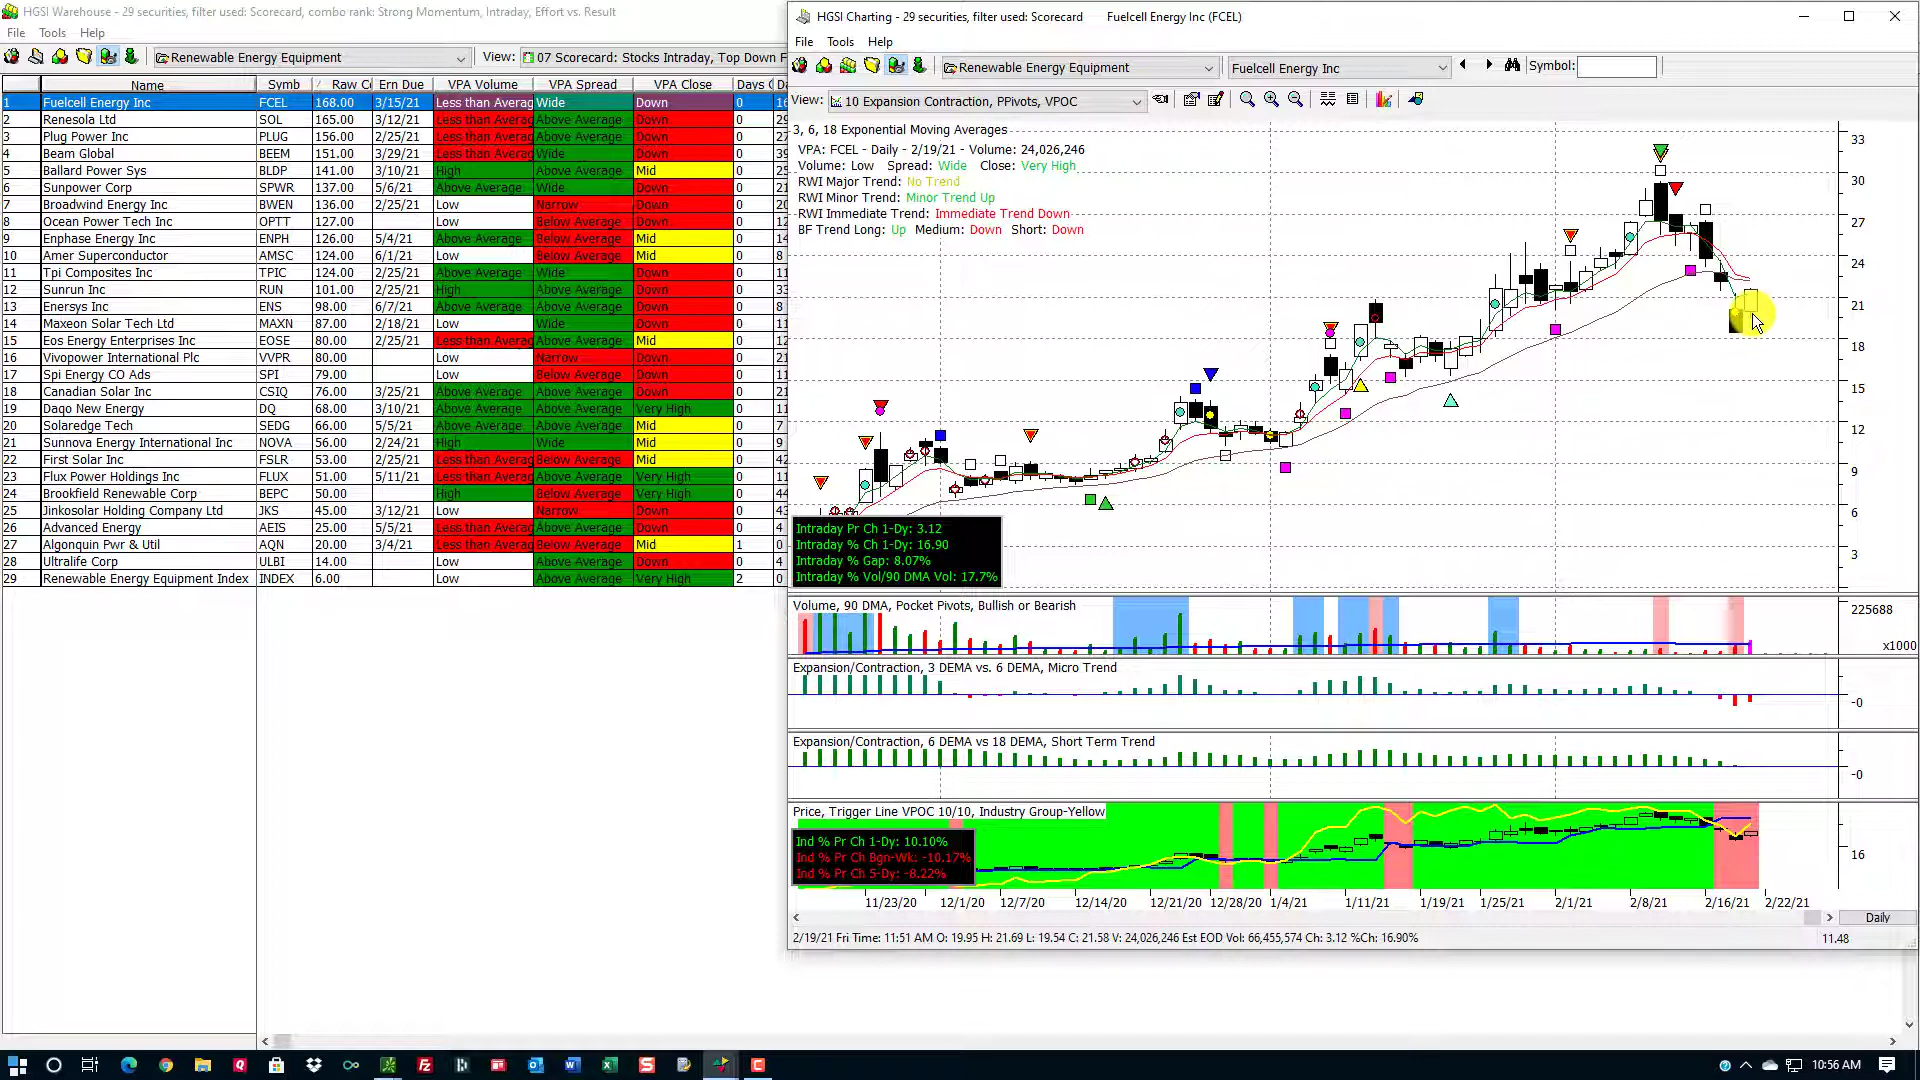 HGSI Warehouse - 29 securities, filter used: Scorecard, combo rank: Strong Momentum, Intraday, Effort vs. Result
File Tools Help
Renewable Energy Equipment View: 07 Scorecard: Stocks Intraday, Top Down F
Name Symb Raw Ern Due VPA Volume VPA Spread VPA Close Days
1 Fuelcell Energy Inc FCEL 168.00 3/15/21 Less than Averag Wide Down 0
2 Renesola Ltd SOL 165.00 3/12/21 Less than Averag Above Average Down 0
3 Plug Power Inc PLUG 156.00 2/25/21 Less than Averag Above Average Down 0
4 Beam Global BEEM 151.00 3/29/21 Less than Averag Wide Down 0
5 Ballard Power Sys BLDP 141.00 3/10/21 High Above Average Mid 0
6 Sunpower Corp SPWR 137.00 5/6/21 Above Average Wide Down 0
7 Broadwind Energy Inc BWEN 136.00 2/25/21 Low Narrow Down 0
8 Ocean Power Tech Inc OPTT 127.00 Low Below Average Down 0
9 Enphase Energy Inc ENPH 126.00 5/4/21 Above Average Below Average Mid 0
10 Amer Superconductor AMSC 124.00 6/1/21 Low Below Average Down 0
11 Tpi Composites Inc TPIC 124.00 2/25/21 Above Average Wide Down 0
12 Sunrun Inc RUN 101.00 2/25/21 High Above Average Down 0
13 Enersys Inc ENS 98.00 6/7/21 Above Average Above Average Down 0
14 Maxeon Solar Tech Ltd MAXN 87.00 2/18/21 Low Wide Down 0
15 Eos Energy Enterprises Inc EOSE 80.00 2/25/21 Less than Averag Above Average Mid 0
16 Vivopower International Plc VVPR 80.00 Low Narrow Down 0
17 Spi Energy CO Ads SPI 79.00 Low Below Average Down 0
18 Canadian Solar Inc CSIQ 76.00 3/25/21 Above Average Above Average Down 0
19 Daqo New Energy DQ 68.00 3/10/21 Above Average Above Average Very High 0
20 Solaredge Tech SEDG 66.00 5/5/21 Above Average Above Average Mid 0
21 Sunnova Energy International Inc NOVA 56.00 2/24/21 High Wide Mid 0
22 First Solar Inc FSLR 53.00 2/25/21 Less than Averag Below Average Mid 0
23 Flux Power Holdings Inc FLUX 51.00 5/11/21 Less than Averag Above Average Very High 0
24 Brookfield Renewable Corp BEPC 50.00 High Below Average Very High 0
25 Jinkosolar Holding Company Ltd JKS 45.00 3/12/21 Low Narrow Down 0
26 Advanced Energy AEIS 25.00 5/5/21 Less than Averag Above Average Down 0
27 Algonquin Pwr & Util AQN 20.00 3/4/21 Less than Averag Below Average Mid 1
28 Ultralife Corp ULBI 14.00 Low Above Average Down 0
29 Renewable Energy Equipment Index INDEX 6.00 Low Above Average Very High 2
HGSI Charting - 29 securities, filter used: Scorecard Fuelcell Energy Inc (FCEL)
File Tools Help
Renewable Energy Equipment Fuelcell Energy Inc Symbol:
View: 10 Expansion Contraction, PPivots, VPOC
3, 6, 18 Exponential Moving Averages
VPA: FCEL - Daily - 2/19/21 - Volume: 24,026,246
Volume: Low Spread: Wide Close: Very High
RWI Major Trend: No Trend
RWI Minor Trend: Minor Trend Up
RWI Immediate Trend: Immediate Trend Down
BF Trend Long: Up Medium: Down Short: Down
33
30
27
24
21
18
15
12
9
6
3
Intraday Pr Ch 1-Dy: 3.12
Intraday % Ch 1-Dy: 16.90
Intraday % Gap: 8.07%
Intraday % Vol/90 DMA Vol: 17.7%
Volume, 90 DMA, Pocket Pivots, Bullish or Bearish
225688
x1000
Expansion/Contraction, 3 DEMA vs. 6 DEMA, Micro Trend
-0
Expansion/Contraction, 6 DEMA vs 18 DEMA, Short Term Trend
-0
Price, Trigger Line VPOC 10/10, Industry Group-Yellow
Ind % Pr Ch 1-Dy: 10.10%
Ind % Pr Ch Bgn-Wk: -10.17%
Ind % Pr Ch 5-Dy: -8.22%
16
11/23/20 12/1/20 12/7/20 12/14/20 12/21/20 12/28/20 1/4/21 1/11/21 1/19/21 1/25/21 2/1/21 2/8/21 2/16/21 2/22/21
Daily
2/19/21 Fri Time: 11:51 AM O: 19.95 H: 21.69 L: 19.54 C: 21.58 V: 24,026,246 Est EOD Vol: 66,455,574 Ch: 3.12 %Ch: 16.90%
11.48
10:56 AM